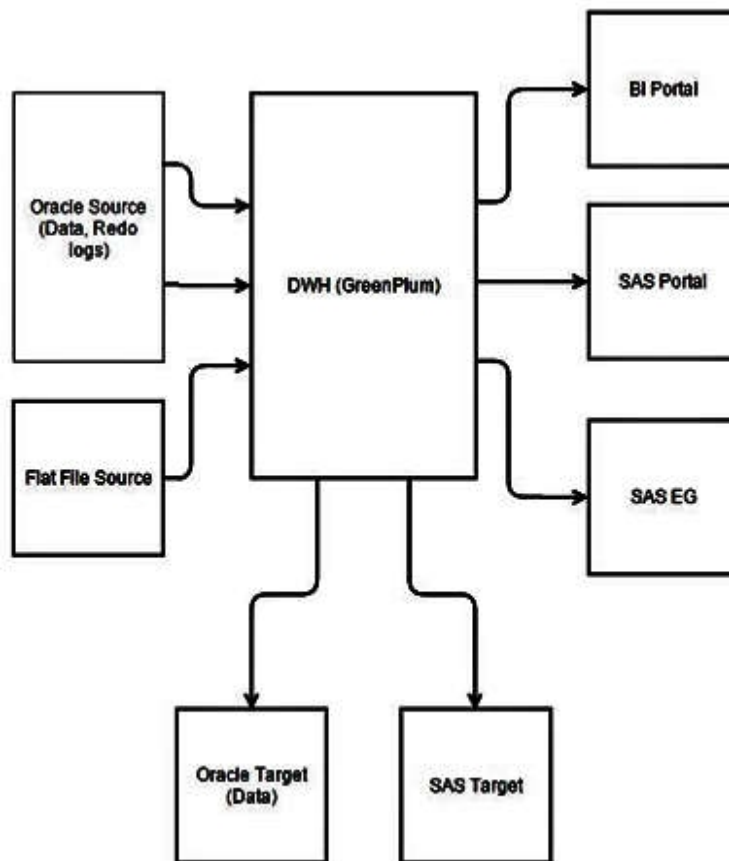 BI Portal
Oracle Source
(Data, Redo
logs)
DWH (GreenPlum)
SAS Portal
Flat File Source
SAS EG
Oracle Target
(Data)
SAS Target